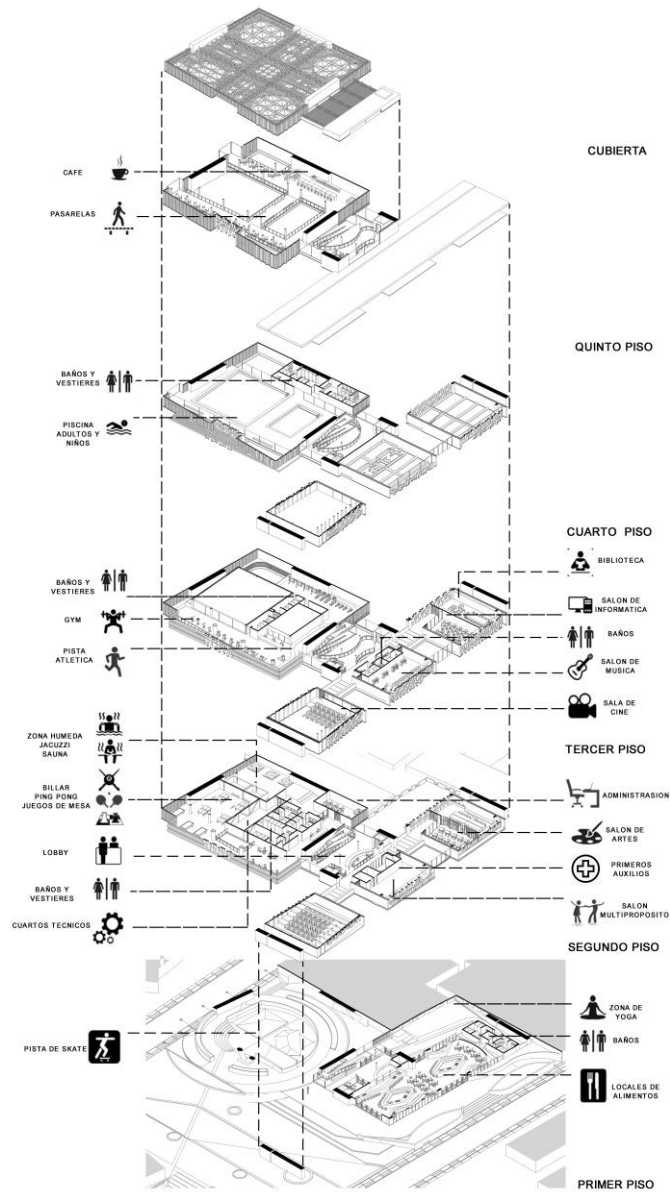 CUBIERTA
CAFE
PASARELAS
QUINTO PISO
BAÑOS Y
VESTIERES
PISCINA
ADULTOS Y
NIÑOS
CUARTO PISO
BIBLIOTECA
BAÑOS Y
VESTIERES
SALON DE
INFORMATICA
GYM
BAÑOS
PISTA
ATLETICA
SALON DE
MUSICA
SALA DE
CINE
ZONA HUMEDA
JACUZZI
SAUNA
TERCER PISO
BILLAR
PING PONG
JUEGOS DE MESA
ADMINISTRASION
SALON DE
ARTES
LOBBY
PRIMEROS
AUXILIOS
BAÑOS Y
VESTIERES
SALON
MULTIPROPOSITO
CUARTOS TECNICOS
SEGUNDO PISO
ZONA DE
YOGA
BAÑOS
PISTA DE SKATE
LOCALES DE
ALIMENTOS
PRIMER PISO